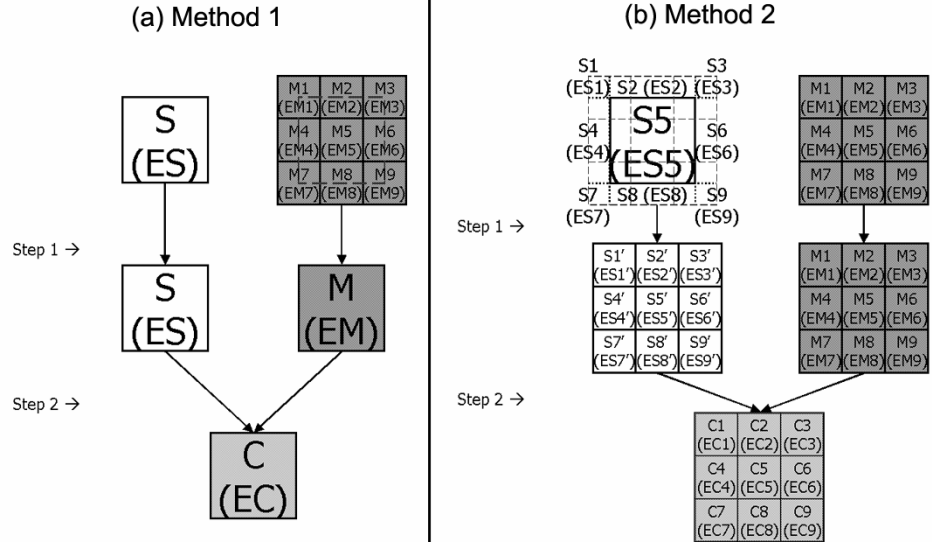 (a) Method 1
S
(ES)
M1 M2 M3
(EM1) (EM2) (EM3)
M4 M5 M6
(EM4) (EM5) (EM6)
M7 M8 M9
(EM7) (EM8) (EM9)
Step 1 →
S
(ES)
M
(EM)
Step 2 →
C
(EC)
(b) Method 2
S1 S3
(ES1) S2 (ES2) (ES3)
S4 S5 S6
(ES4) (ES5) (ES6)
S7 S8 (ES8) S9
(ES7) (ES9)
M1 M2 M3
(EM1) (EM2) (EM3)
M4 M5 M6
(EM4) (EM5) (EM6)
M7 M8 M9
(EM7) (EM8) (EM9)
Step 1 →
S1' S2' S3'
(ES1') (ES2') (ES3')
S4' S5' S6'
(ES4') (ES5') (ES6')
S7' S8' S9'
(ES7') (ES8') (ES9')
M1 M2 M3
(EM1) (EM2) (EM3)
M4 M5 M6
(EM4) (EM5) (EM6)
M7 M8 M9
(EM7) (EM8) (EM9)
Step 2 →
C1 C2 C3
(EC1) (EC2) (EC3)
C4 C5 C6
(EC4) (EC5) (EC6)
C7 C8 C9
(EC7) (EC8) (EC9)